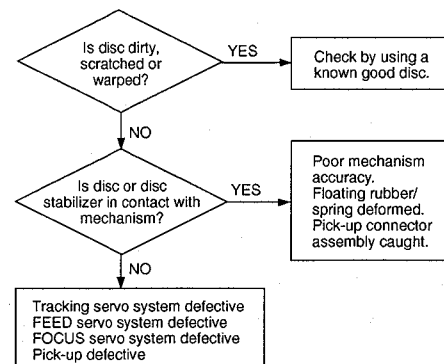 Is disc dirty,
scratched or
warped?
YES
Check by using a
known good disc.
NO
Is disc or disc
stabilizer in contact with
mechanism?
YES
Poor mechanism
accuracy.
Floating rubber/
spring deformed.
Pick-up connector
assembly caught.
NO
Tracking servo system defective
FEED servo system defective
FOCUS servo system defective
Pick-up defective